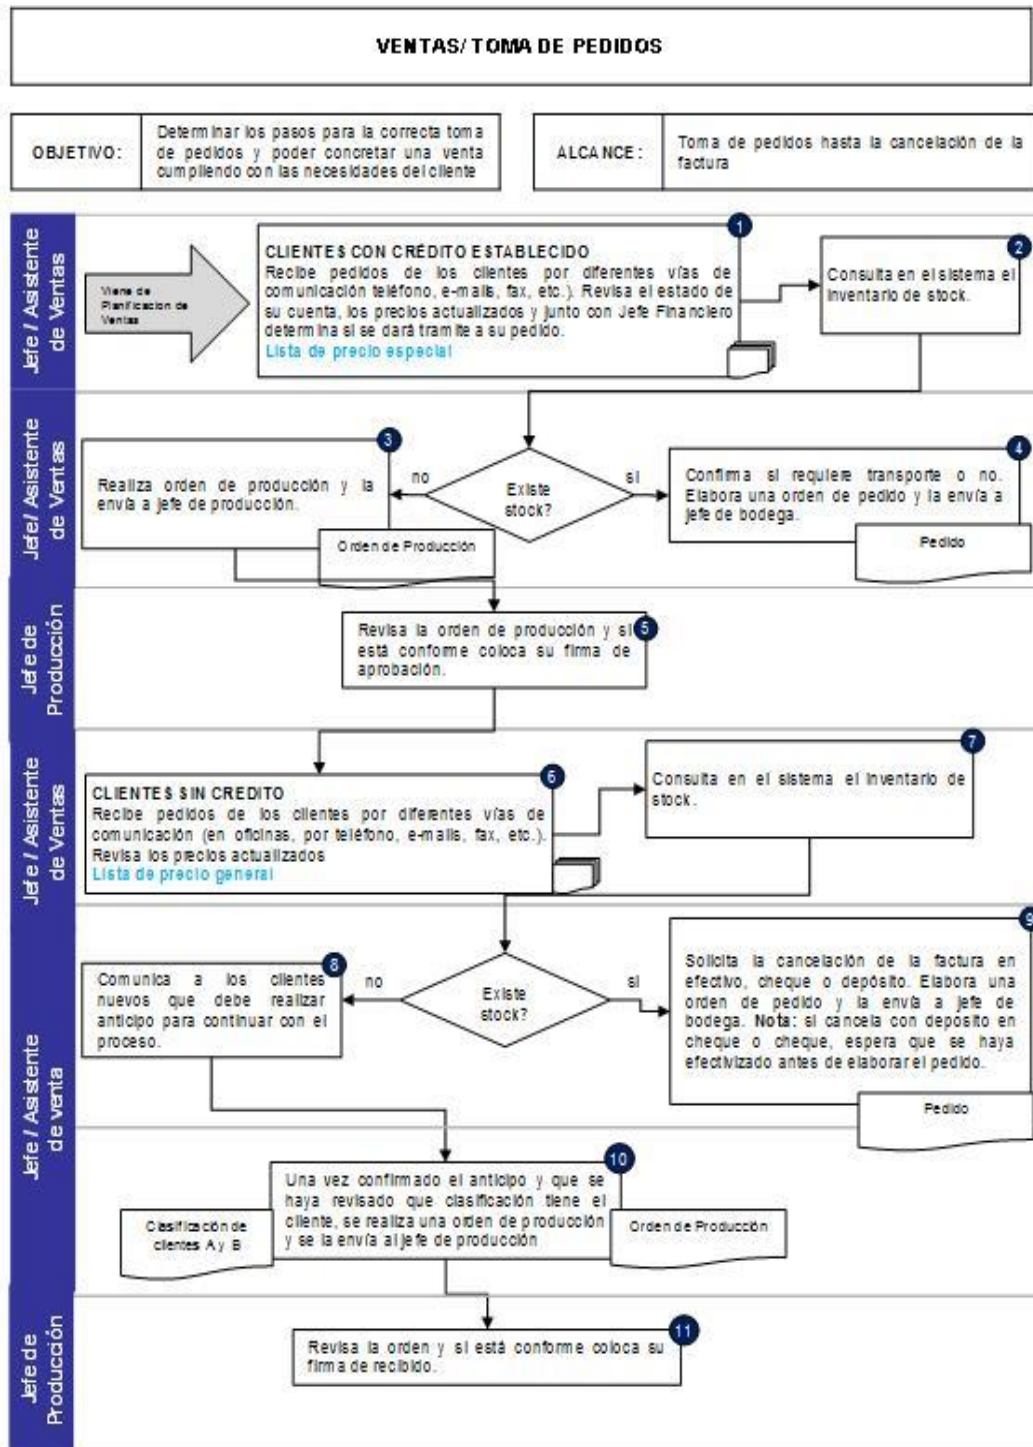 VENTAS/ TOMA DE PEDIDOS
OBJETIVO:
Determinar los pasos para la correcta toma
de pedidos y poder concretar una venta
cumpliendo con las necesidades del cliente
ALCANCE :
Toma de pedidos hasta la cancelación de la
factura
Jefe / Asistente
de Ventas
Viene de
Planificacion de
Ventas
1
CLIENTES CON CRÉDITO ESTABLECIDO
Recibe pedidos de los clientes por diferentes vías de
comunicación teléfono, e-mails, fax, etc.). Revisa el estado de
su cuenta, los precios actualizados y junto con Jefe Financiero
determina si se dará tramite a su pedido.
Lista de precio especial
2
Consulta en el sistema el
inventario de stock.
Jefe/ Asistente
de Ventas
3
Realiza orden de producción y la
envía a jefe de producción.
Orden de Producción
no
Existe
stock?
si
4
Confirma si requiere transporte o no.
Elabora una orden de pedido y la envía a
jefe de bodega.
Pedido
Jefe de
Producción
5
Revisa la orden de producción y si
está conforme coloca su firma de
aprobación.
Jefe / Asistente
de Ventas
6
CLIENTES SIN CREDITO
Recibe pedidos de los clientes por diferentes vías de
comunicación (en oficinas, por teléfono, e-mails, fax, etc.).
Revisa los precios actualizados
Lista de precio general
7
Consulta en el sistema el inventario de
stock.
Jefe / Asistente
de venta
8
Comunica a los clientes
nuevos que debe realizar
anticipo para continuar con el
proceso.
no
Existe
stock?
si
9
Solicita la cancelación de la factura en
efectivo, cheque o depósito. Elabora una
orden de pedido y la envía a jefe de
bodega. Nota: si cancela con deposito en
cheque o cheque, espera que se haya
efectivizado antes de elaborar el pedido.
Pedido
10
Una vez confirmado el anticipo y que se
haya revisado que clasificación tiene el
cliente, se realiza una orden de producción
y se la envía al jefe de producción
Clasificación de
clientes A y B
Orden de Producción
Jefe de
Producción
11
Revisa la orden y si está conforme coloca su
firma de recibido.